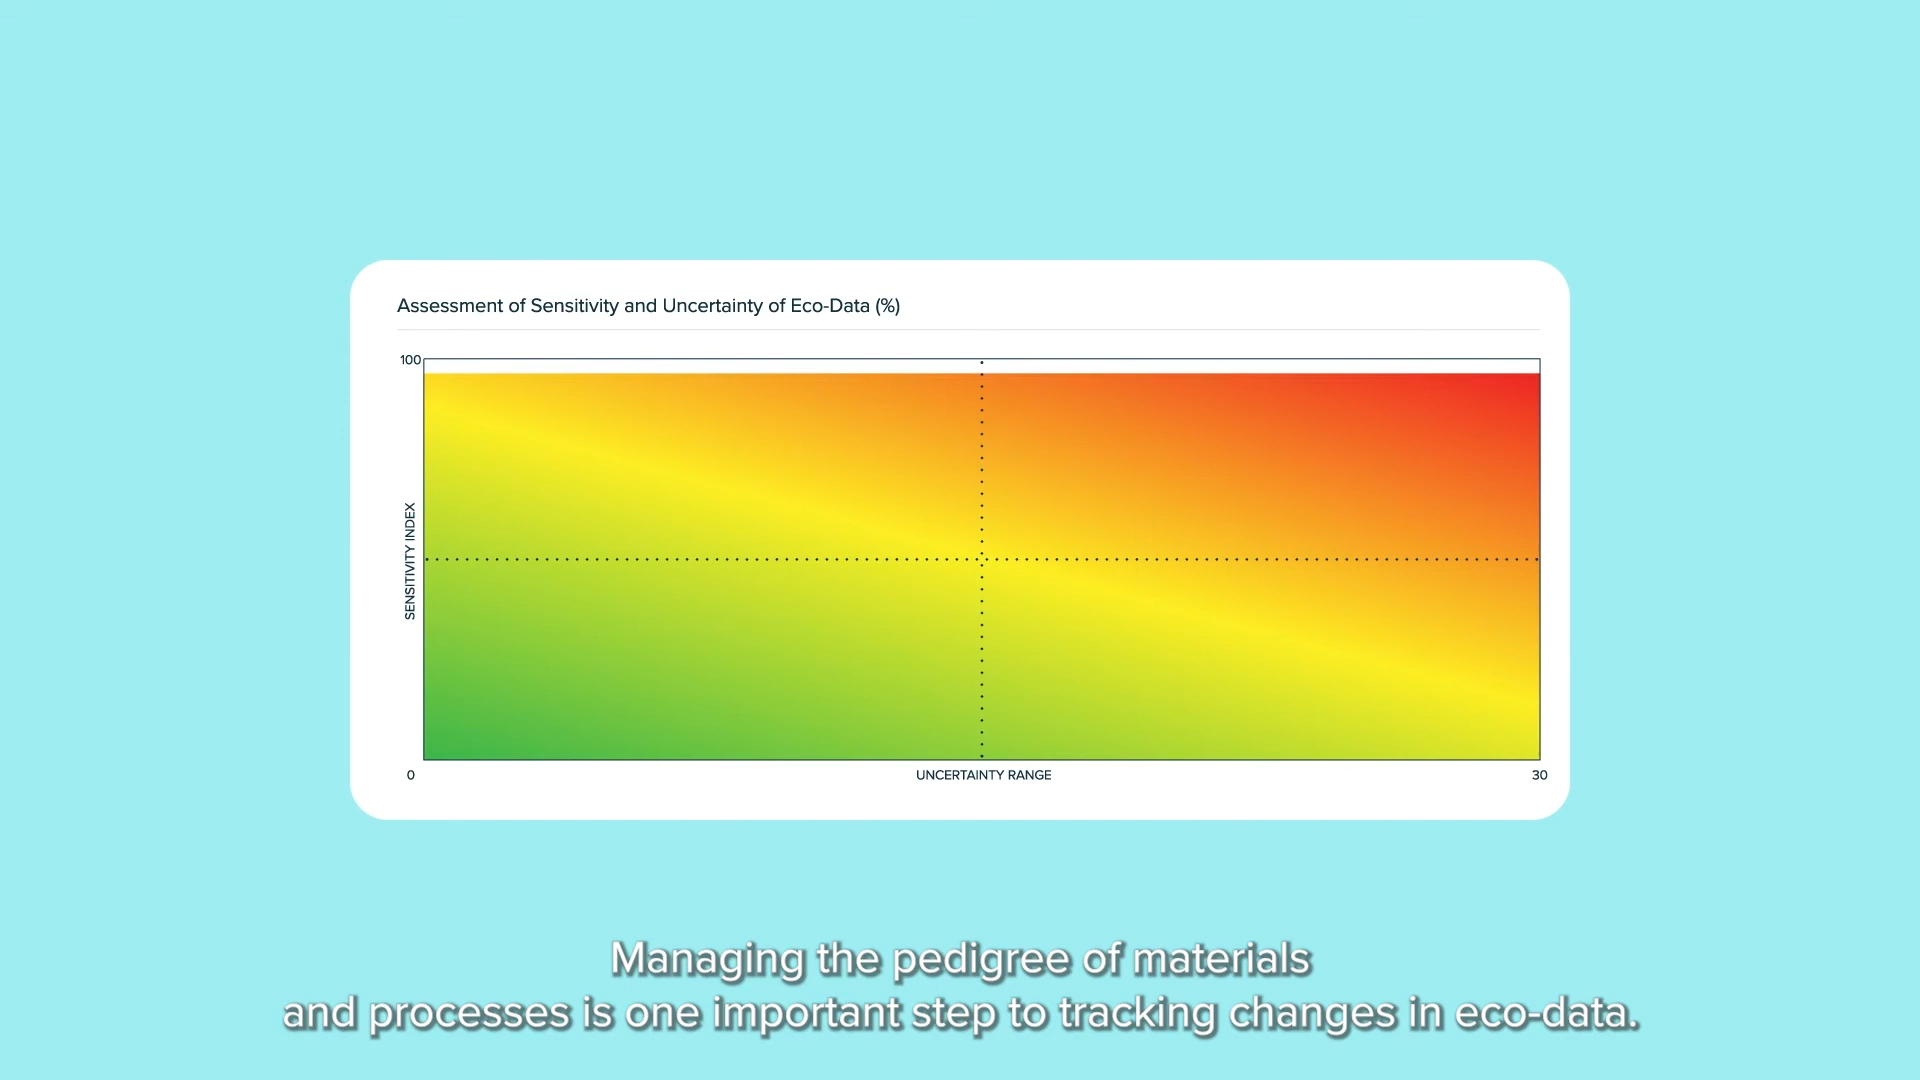 Assessment of Sensitivity and Uncertainty of Eco-Data (%)
100
SENSITIVITY INDEX
0
UNCERTAINTY RANGE
30
Managing the pedigree of materials
and processes is one important step to tracking changes in eco-data.